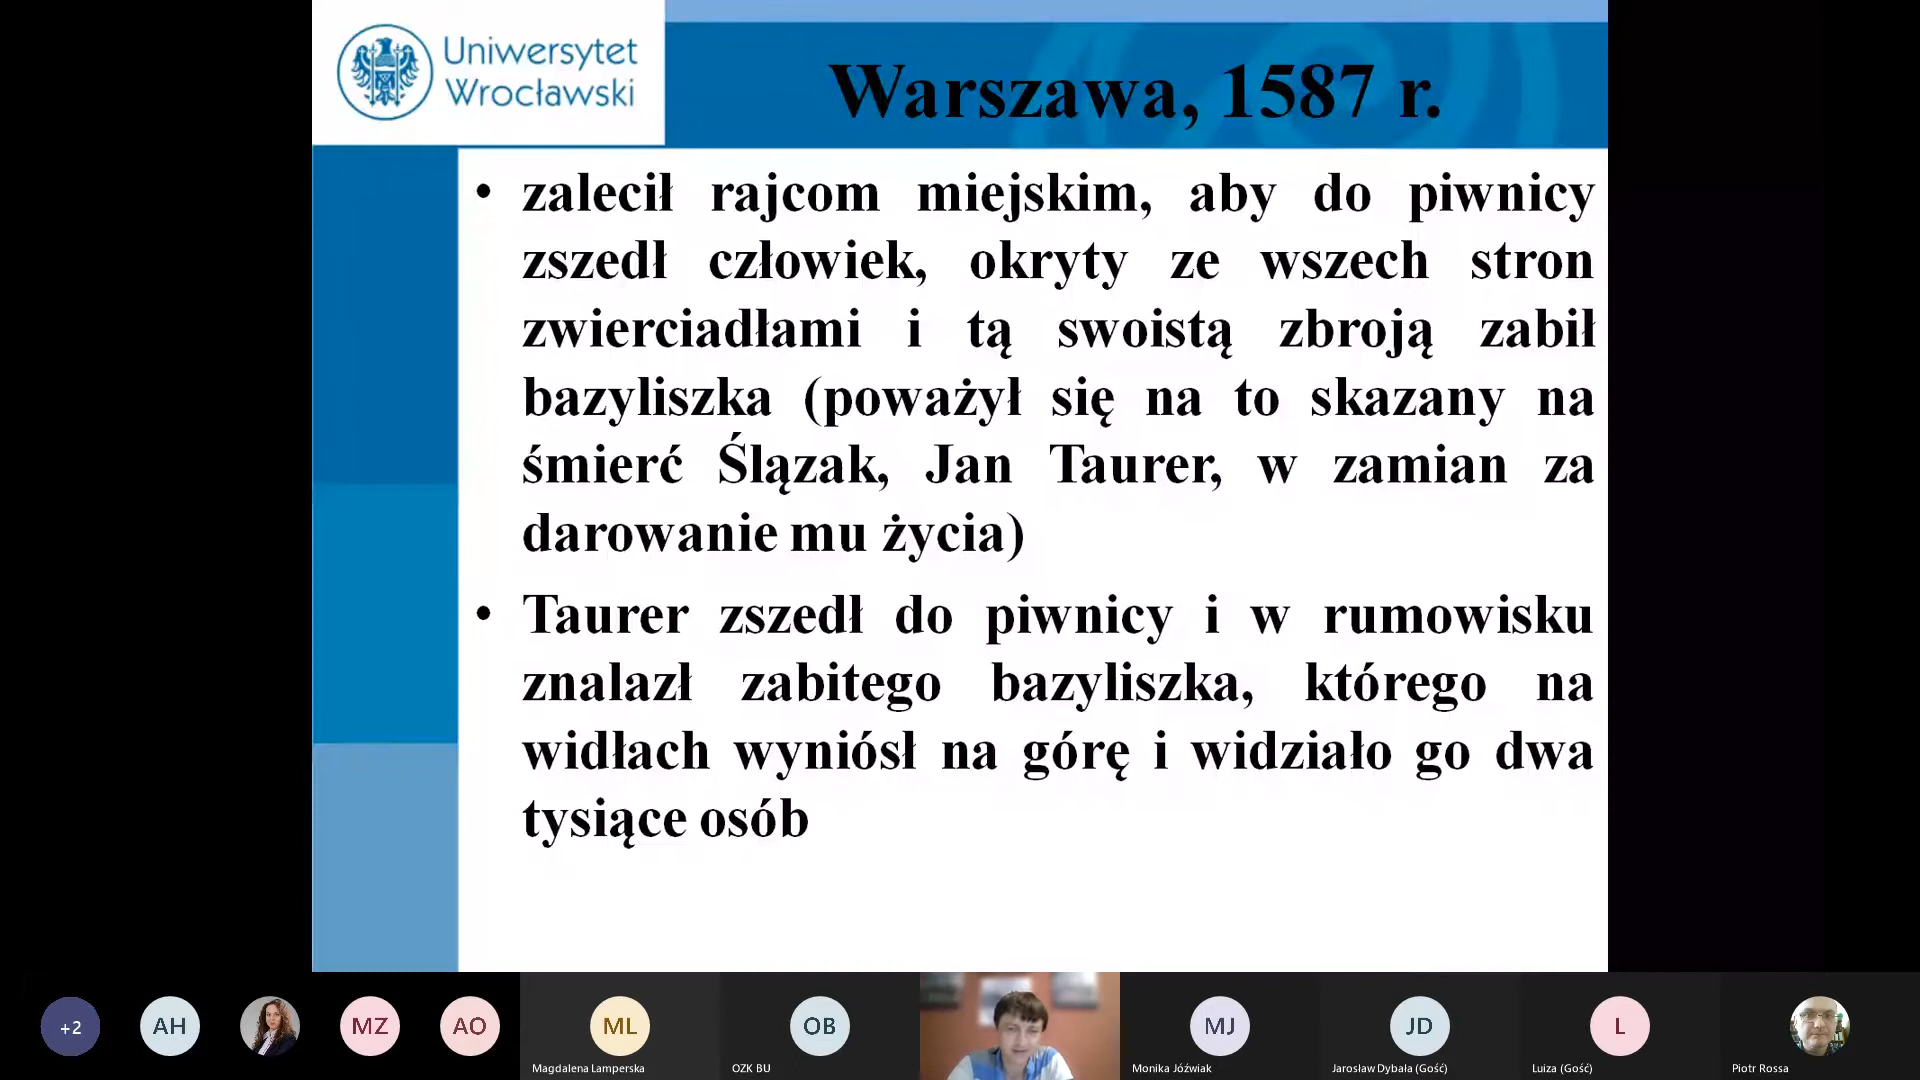 Uniwersytet
Wrocławski
Warszawa, 1587 r.
• zalecił rajcom miejskim, aby do piwnicy
zszedł człowiek, okryty ze wszech stron
zwierciadłami i tą swoistą zbroją zabił
bazyliszka (poważył się na to skazany na
śmierć Ślązak, Jan Taurer, w zamian za
darowanie mu życia)
• Taurer zszedł do piwnicy i w rumowisku
znalazł zabitego bazyliszka, którego na
widłach wyniósł na górę i widziało go dwa
tysiące osób
+2
AH
MZ
AO
ML
Magdalena Lamperska
OB
OZK BU
MJ
Monika Jóźwiak
JD
Jarosław Dybała (Gość)
L
Luiza (Gość)
Piotr Rossa